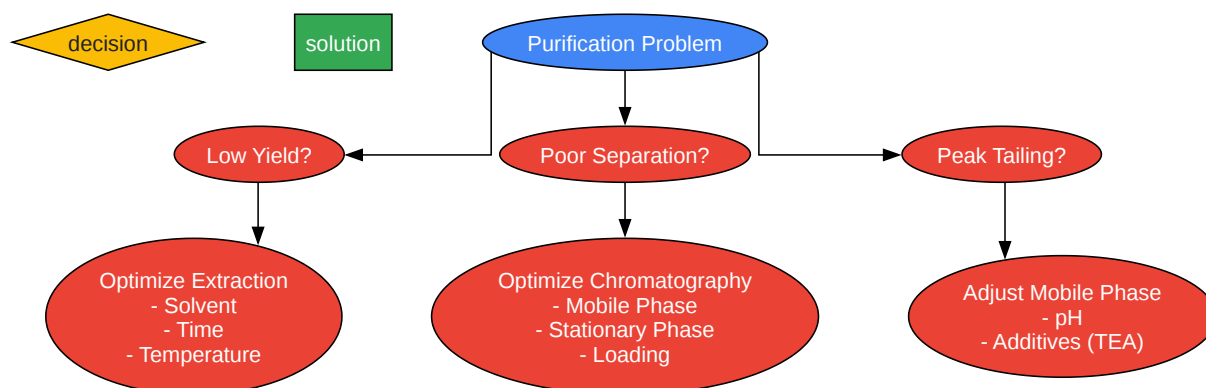 decision
solution
Purification Problem
Low Yield?
Poor Separation?
Peak Tailing?
Optimize Extraction
- Solvent
- Time
- Temperature
Optimize Chromatography
- Mobile Phase
- Stationary Phase
- Loading
Adjust Mobile Phase
- pH
- Additives (TEA)